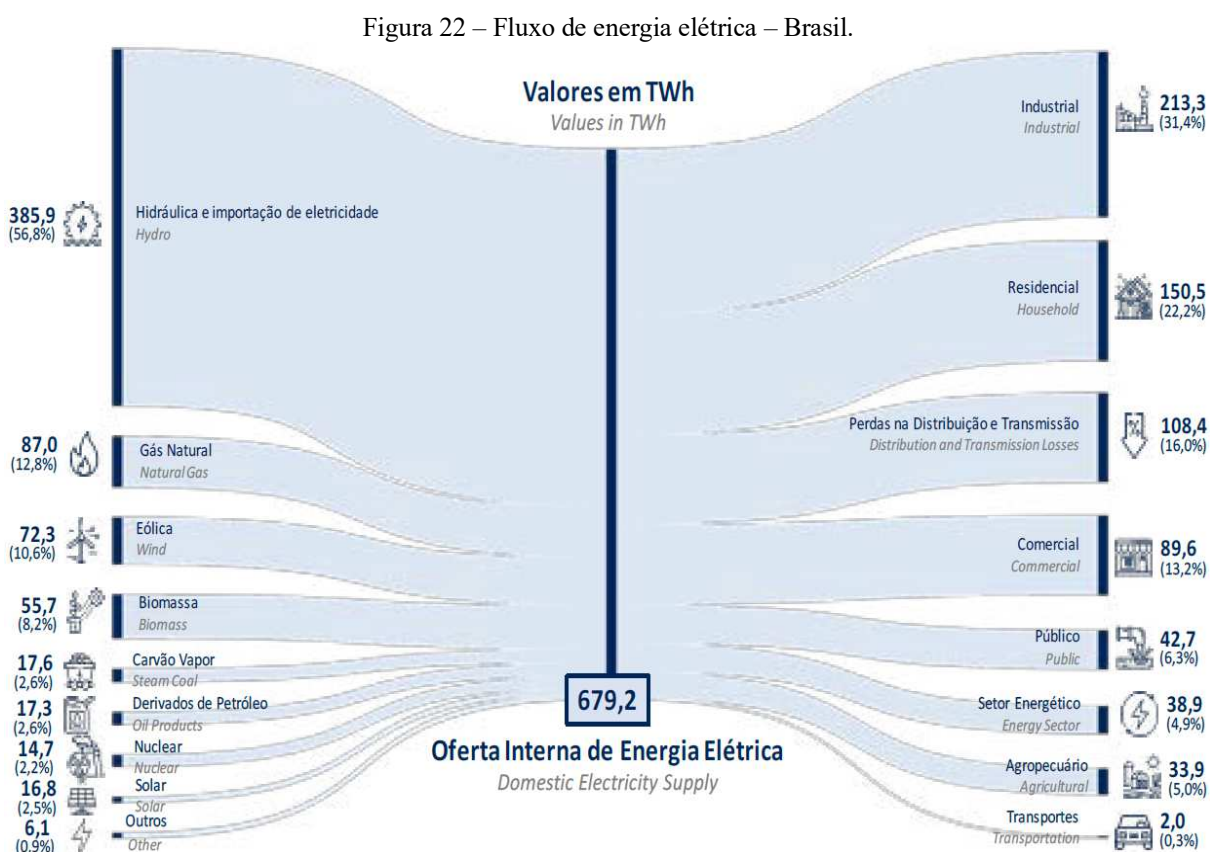 Figura 22 – Fluxo de energia elétrica – Brasil.
Valores em TWh
Values in TWh
385,9
(56,8%)
Hidráulica e importação de eletricidade
Hydro
87,0
(12,8%)
Gás Natural
Natural Gas
72,3
(10,6%)
Eólica
Wind
55,7
(8,2%)
Biomassa
Biomass
17,6
(2,6%)
Carvão Vapor
Steam Coal
17,3
(2,6%)
Derivados de Petróleo
Oil Products
14,7
(2,2%)
Nuclear
Nuclear
16,8
(2,5%)
Solar
Solar
6,1
(0,9%)
Outros
Other
679,2
Oferta Interna de Energia Elétrica
Domestic Electricity Supply
Industrial
Industrial
213,3
(31,4%)
Residencial
Household
150,5
(22,2%)
Perdas na Distribuição e Transmissão
Distribution and Transmission Losses
%
108,4
(16,0%)
Comercial
Commercial
89,6
(13,2%)
Público
Public
42,7
(6,3%)
Setor Energético
Energy Sector
38,9
(4,9%)
Agropecuário
Agricultural
33,9
(5,0%)
Transportes
Transportation
2,0
(0,3%)